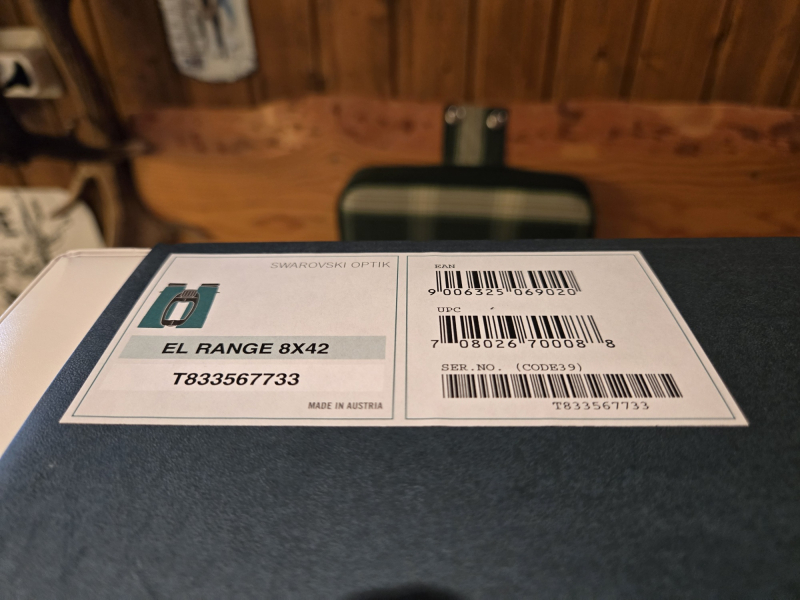 SWAROVSKI OPTIK
EL RANGE 8X42
T833567733
MADE IN AUSTRIA
EAN
9 006325 069020
UPC
7 08026 70008 8
SER.NO. (CODE39)
T833567733